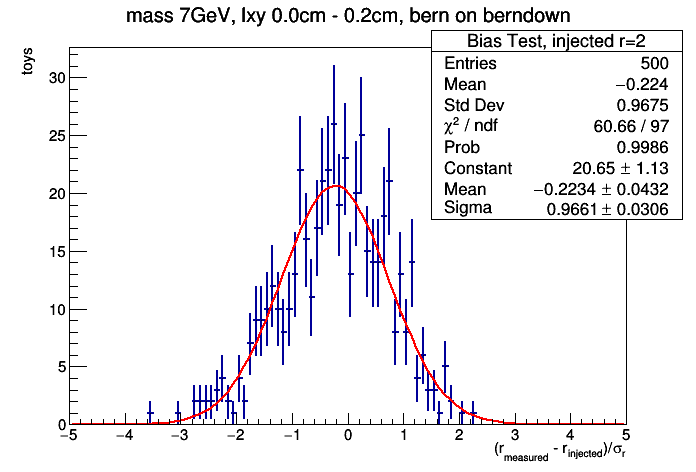 mass 7GeV, lxy 0.0cm - 0.2cm, bern on berndown
Bias Test, injected r=2
Entries 500
Mean −0.224
Std Dev 0.9675
χ² / ndf 60.66 / 97
Prob 0.9986
Constant 20.65 ± 1.13
Mean −0.2234 ± 0.0432
Sigma 0.9661 ± 0.0306
toys
30
25
20
15
10
5
0
−5 −4 −3 −2 −1 0 1 2 3 4 5
(r_measured - r_injected)/σ_r